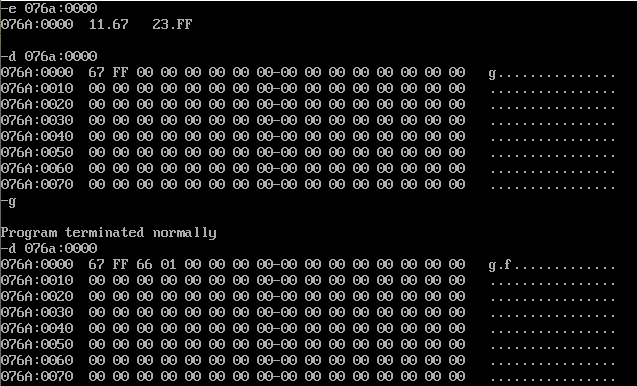 -e 076a:0000
076A:0000  11.67   23.FF

-d 076a:0000
076A:0000  67 FF 00 00 00 00 00 00-00 00 00 00 00 00 00 00   g...............
076A:0010  00 00 00 00 00 00 00 00-00 00 00 00 00 00 00 00   ................
076A:0020  00 00 00 00 00 00 00 00-00 00 00 00 00 00 00 00   ................
076A:0030  00 00 00 00 00 00 00 00-00 00 00 00 00 00 00 00   ................
076A:0040  00 00 00 00 00 00 00 00-00 00 00 00 00 00 00 00   ................
076A:0050  00 00 00 00 00 00 00 00-00 00 00 00 00 00 00 00   ................
076A:0060  00 00 00 00 00 00 00 00-00 00 00 00 00 00 00 00   ................
076A:0070  00 00 00 00 00 00 00 00-00 00 00 00 00 00 00 00   ................
-g

Program terminated normally
-d 076a:0000
076A:0000  67 FF 66 01 00 00 00 00-00 00 00 00 00 00 00 00   g.f.............
076A:0010  00 00 00 00 00 00 00 00-00 00 00 00 00 00 00 00   ................
076A:0020  00 00 00 00 00 00 00 00-00 00 00 00 00 00 00 00   ................
076A:0030  00 00 00 00 00 00 00 00-00 00 00 00 00 00 00 00   ................
076A:0040  00 00 00 00 00 00 00 00-00 00 00 00 00 00 00 00   ................
076A:0050  00 00 00 00 00 00 00 00-00 00 00 00 00 00 00 00   ................
076A:0060  00 00 00 00 00 00 00 00-00 00 00 00 00 00 00 00   ................
076A:0070  00 00 00 00 00 00 00 00-00 00 00 00 00 00 00 00   ................